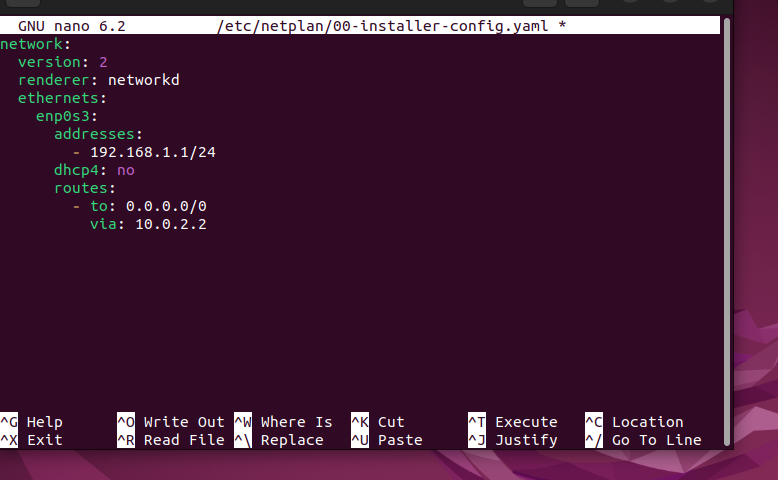 GNU nano 6.2 /etc/netplan/00-installer-config.yaml *
network:
  version: 2
  renderer: networkd
  ethernets:
    enp0s3:
      addresses:
        - 192.168.1.1/24
      dhcp4: no
      routes:
        - to: 0.0.0.0/0
          via: 10.0.2.2
^G Help ^O Write Out ^W Where Is ^K Cut ^T Execute ^C Location
^X Exit ^R Read File ^\ Replace ^U Paste ^J Justify ^/ Go To Line